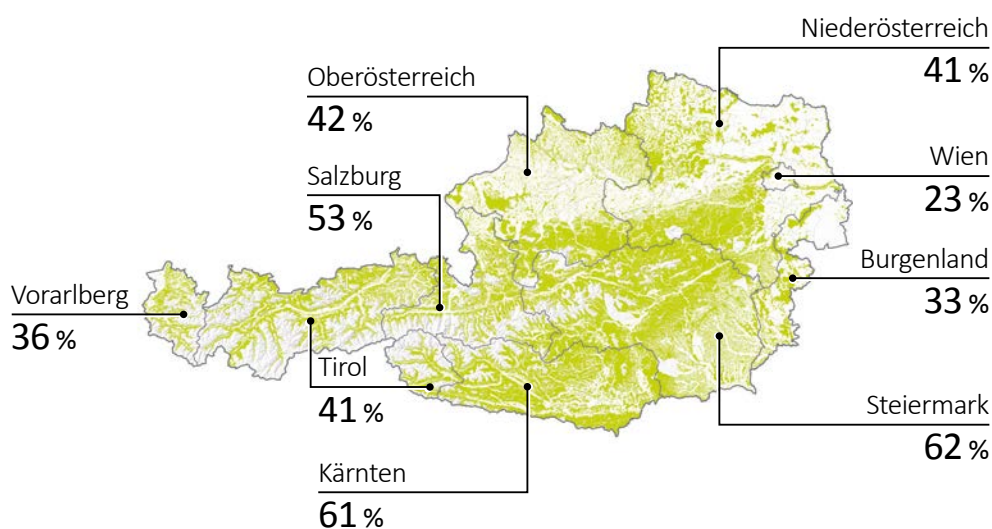 Niederösterreich
41 %
Oberösterreich
42 %
Wien
23 %
Salzburg
53 %
Burgenland
33 %
Vorarlberg
36 %
Tirol
41 %
Steiermark
62 %
Kärnten
61 %